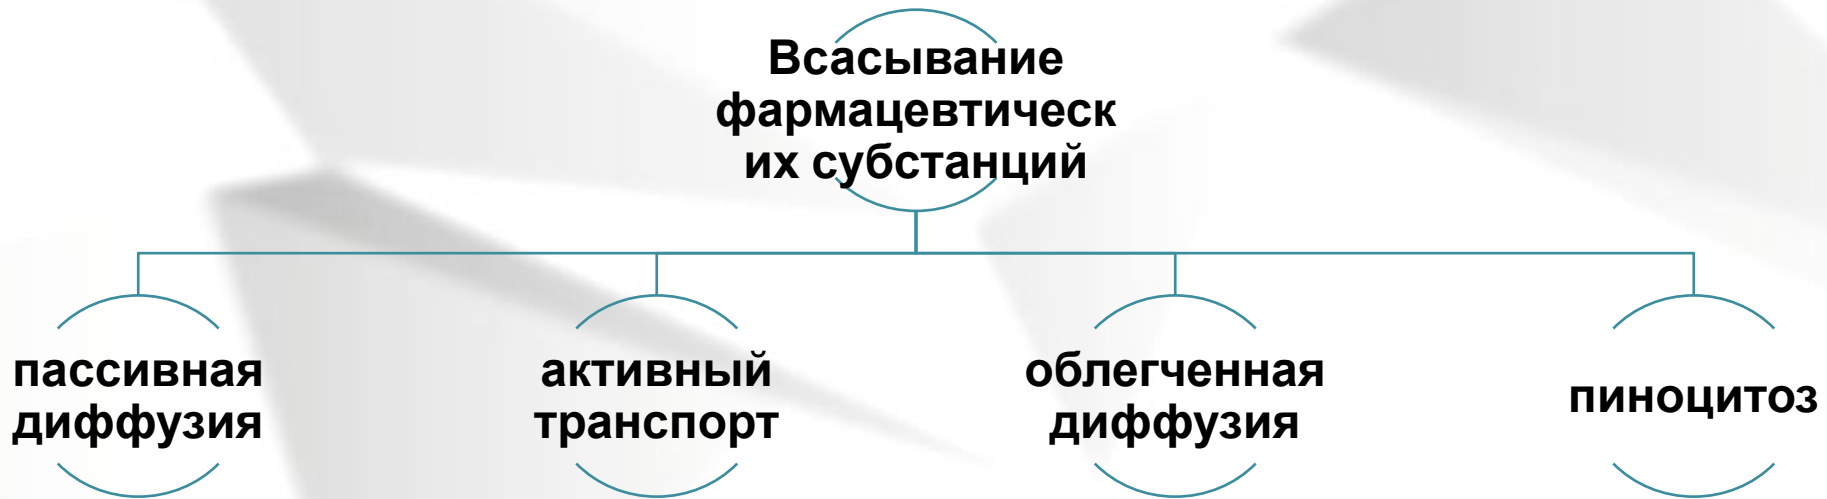 Всасывание
фармацевтическ
их субстанций
пассивная
диффузия
активный
транспорт
облегченная
диффузия
пиноцитоз